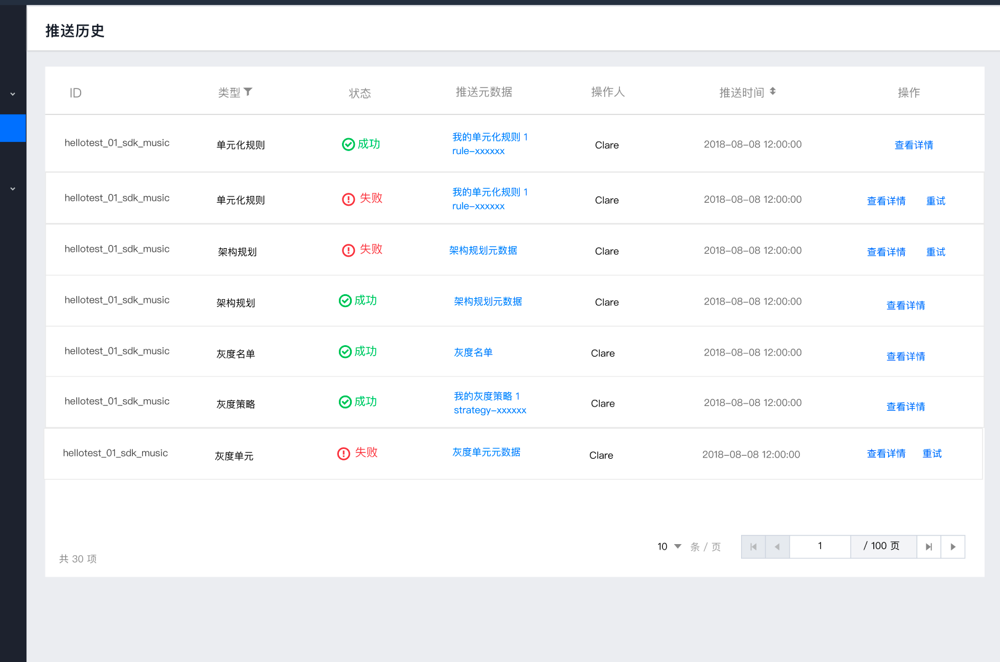 推送历史
ID 类型 状态 推送元数据 操作人 推送时间 操作
hellotest_01_sdk_music 单元化规则 成功 我的单元化规则 1 Clare 2018-08-08 12:00:00 查看详情
rule-xxxxxx
hellotest_01_sdk_music 单元化规则 失败 我的单元化规则 1 Clare 2018-08-08 12:00:00 查看详情 重试
rule-xxxxxx
hellotest_01_sdk_music 架构规划 失败 架构规划元数据 Clare 2018-08-08 12:00:00 查看详情 重试
hellotest_01_sdk_music 架构规划 成功 架构规划元数据 Clare 2018-08-08 12:00:00 查看详情
hellotest_01_sdk_music 灰度名单 成功 灰度名单 Clare 2018-08-08 12:00:00 查看详情
hellotest_01_sdk_music 灰度策略 成功 我的灰度策略 1 Clare 2018-08-08 12:00:00 查看详情
strategy-xxxxxx
hellotest_01_sdk_music 灰度单元 失败 灰度单元元数据 Clare 2018-08-08 12:00:00 查看详情 重试
10 条 / 页 1 / 100 页
共 30 项